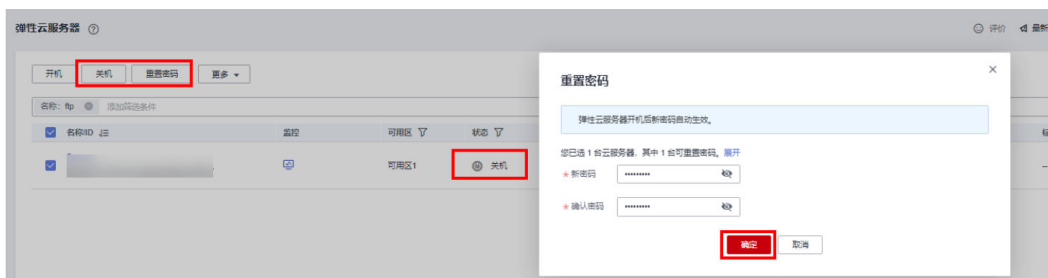 弹性云服务器
评价 最新
开机 关机 重置密码 更多
名称: ftp 添加筛选条件
名称/ID 监控 可用区 状态
可用区1 关机
--
重置密码
弹性云服务器开机后新密码自动生效。
您已选 1 台云服务器，其中 1 台可重置密码。展开
* 新密码 •••••••••
* 确认密码 •••••••••
确定 取消